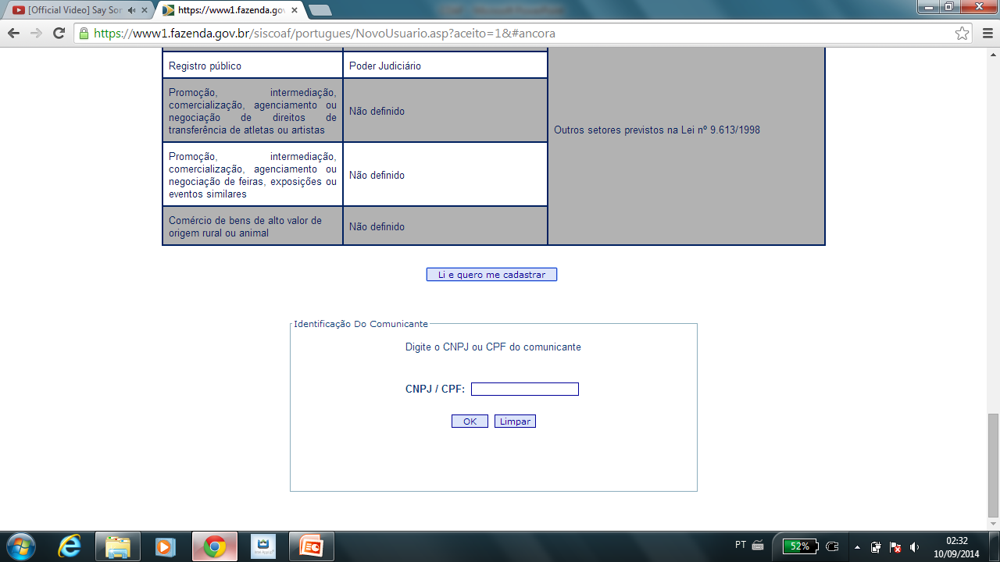 [Official Video] Say Sor
https://www1.fazenda.gov
https://www1.fazenda.gov.br/siscoaf/portugues/NovoUsuario.asp?aceito=1&#ancora
Registro público
Poder Judiciário
Promoção, intermediação,
comercialização, agenciamento ou
negociação de direitos de
transferência de atletas ou artistas
Não definido
Outros setores previstos na Lei nº 9.613/1998
Promoção, intermediação,
comercialização, agenciamento ou
negociação de feiras, exposições ou
eventos similares
Não definido
Comércio de bens de alto valor de
origem rural ou animal
Não definido
Li e quero me cadastrar
Identificação Do Comunicante
Digite o CNPJ ou CPF do comunicante
CNPJ / CPF:
OK
Limpar
PT
52%
02:32
10/09/2014